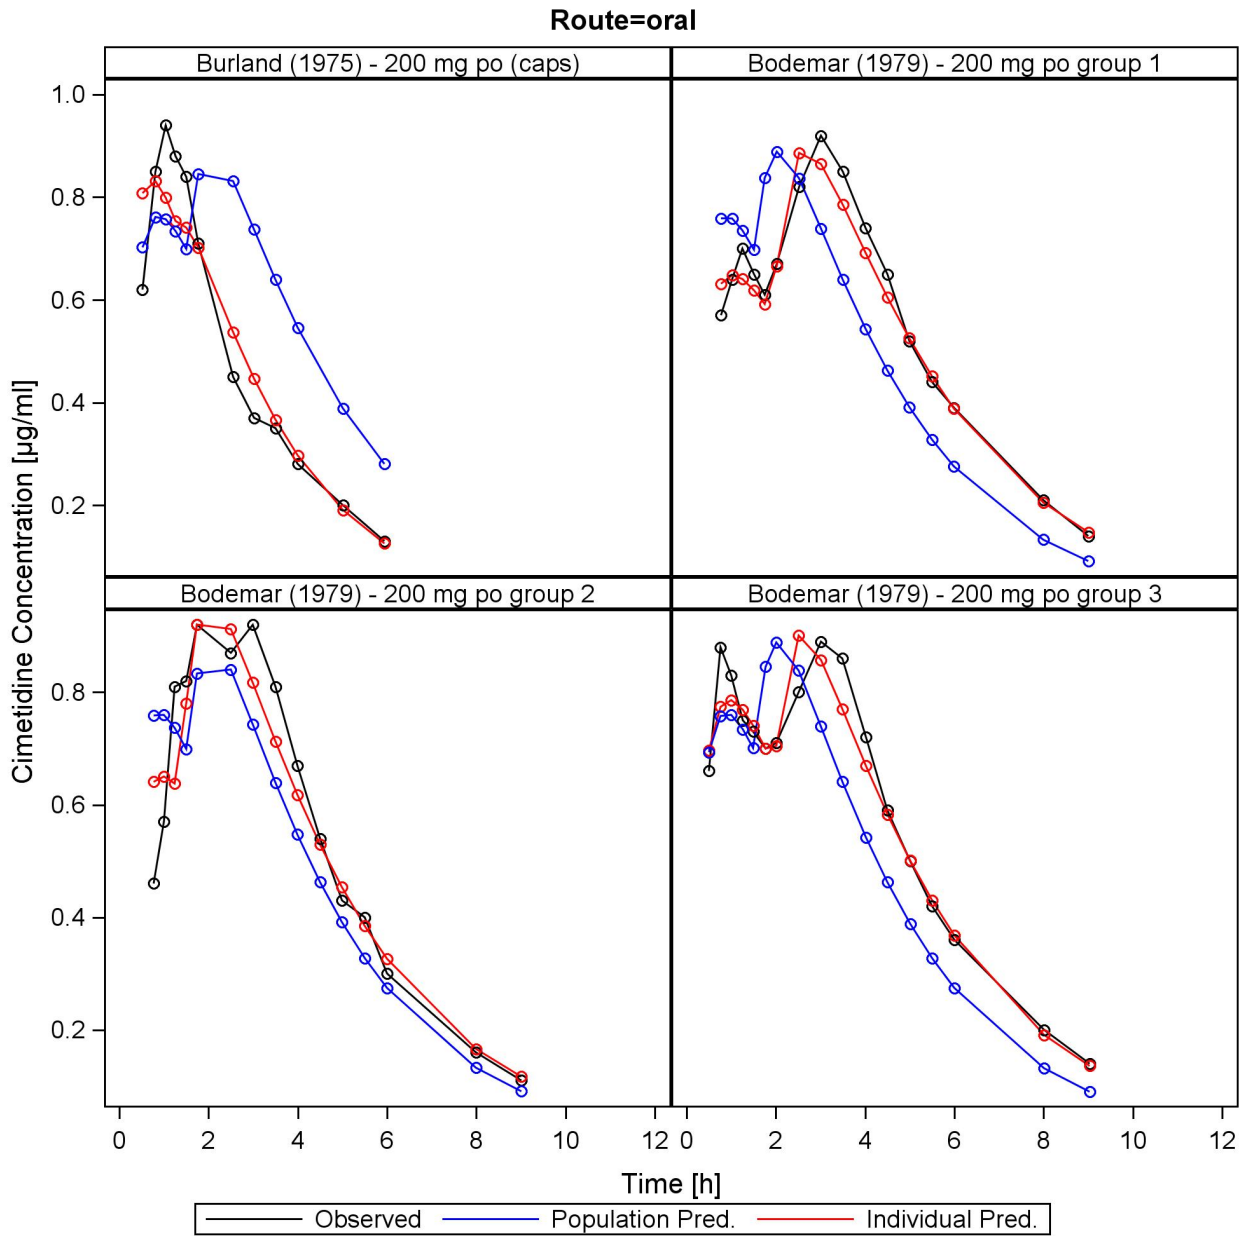 Route=oral
Burland (1975) - 200 mg po (caps)
Bodemar (1979) - 200 mg po group 1
1.0
0.8
0.6
0.4
0.2
Bodemar (1979) - 200 mg po group 2
Bodemar (1979) - 200 mg po group 3
0.8
0.6
0.4
0.2
Cimetidine Concentration [µg/ml]
0 2 4 6 8 10 12 0 2 4 6 8 10 12
Time [h]
Observed Population Pred. Individual Pred.